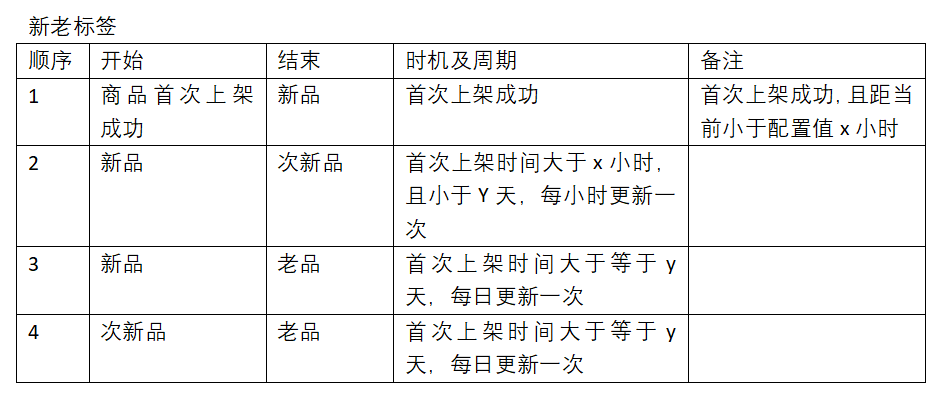 新老标签
顺序 开始 结束 时机及周期 备注
1 商品首次上架 新品 首次上架成功 首次上架成功,且距当
成功 前小于配置值 x 小时
2 新品 次新品 首次上架时间大于 x 小时,
且小于 Y 天，每小时更新一
次
3 新品 老品 首次上架时间大于等于 y
天，每日更新一次
4 次新品 老品 首次上架时间大于等于 y
天，每日更新一次